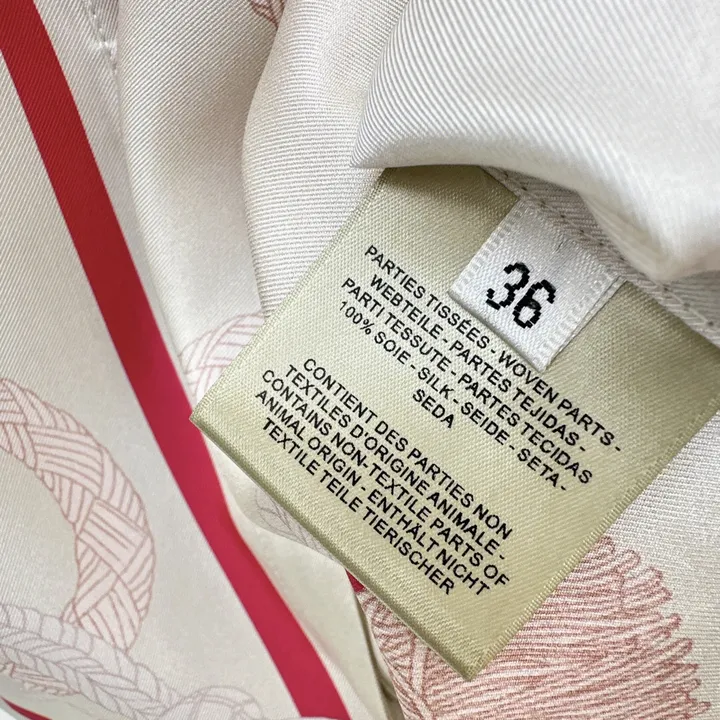 36
PARTIES TISSÉES - WOVEN PARTS -
WEBTEILE - PARTES TEJIDAS -
PARTI TESSUTE - PARTES TECIDAS
100% SOIE - SILK - SEIDE - SETA -
SEDA
CONTIENT DES PARTIES NON
TEXTILES D'ORIGINE ANIMALE -
CONTAINS NON-TEXTILE PARTS OF
ANIMAL ORIGIN - ENTHÄLT NICHT
TEXTILE TEILE TIERISCHER